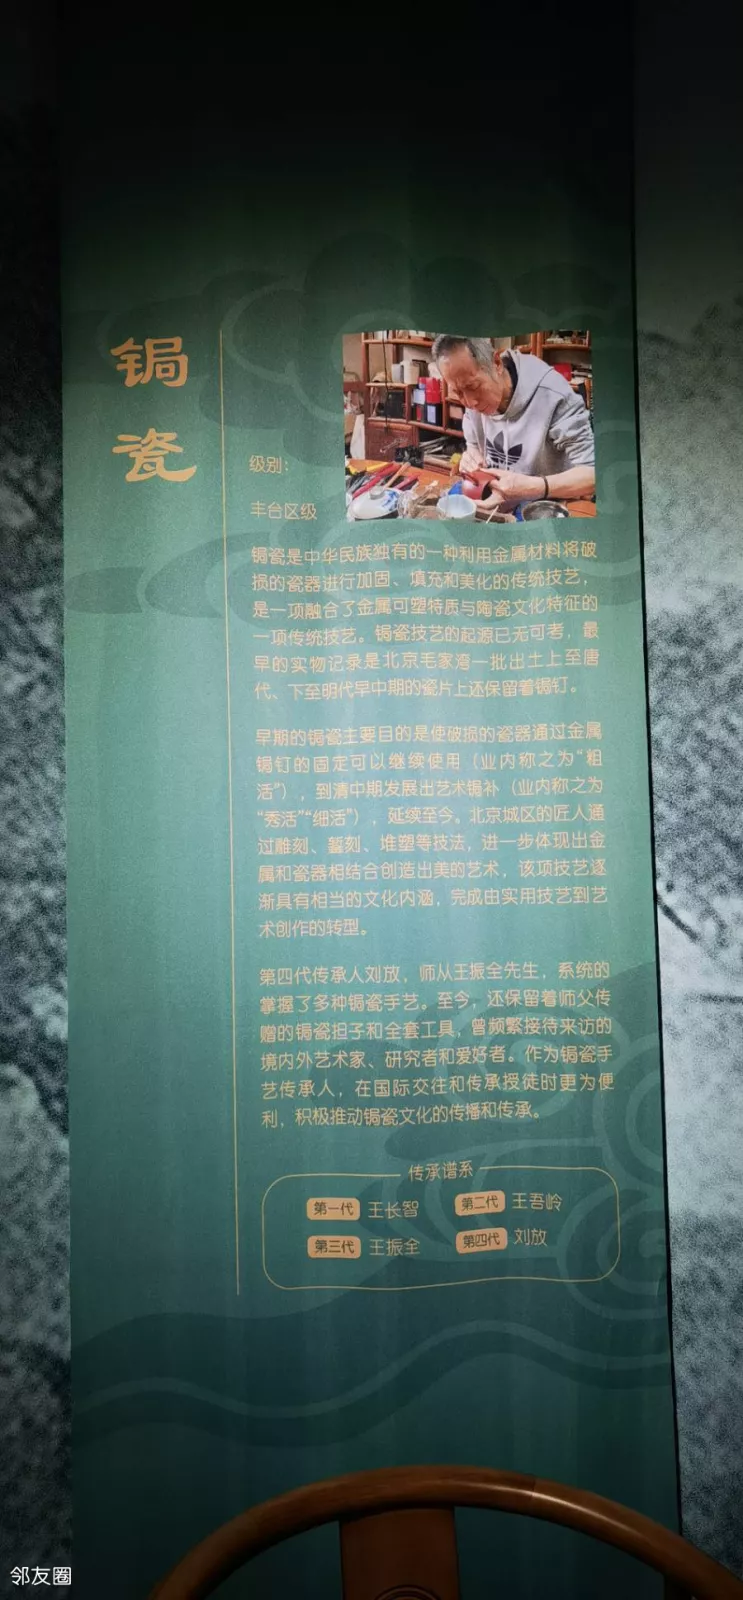 锔
瓷
级别：
丰台区级
锔瓷是中华民族独有的一种利用金属材料将破
损的瓷器进行加固、填充和美化的传统技艺，
是一项融合了金属可塑特质与陶瓷文化特征的
一项传统技艺。锔瓷技艺的起源已无可考，最
早的实物记录是北京毛家湾一批出土上至唐
代、下至明代早中期的瓷片上还保留着锔钉。
早期的锔瓷主要目的是使破损的瓷器通过金属
锔钉的固定可以继续使用（业内称之为“粗
活”），到清中期发展出艺术锔补（业内称之为
“秀活”“细活”），延续至今。北京城区的匠人通
过雕刻、錾刻、堆塑等技法，进一步体现出金
属和瓷器相结合创造出美的艺术，该项技艺逐
渐具有相当的文化内涵，完成由实用技艺到艺
术创作的转型。
第四代传承人刘放，师从王振全先生，系统的
掌握了多种锔瓷手艺。至今，还保留着师父传
赠的锔瓷担子和全套工具，曾频繁接待来访的
境内外艺术家、研究者和爱好者。作为锔瓷手
艺传承人，在国际交往和传承授徒时更为便
利，积极推动锔瓷文化的传播和传承。
传承谱系
第一代 王长智 第二代 王吾岭
第三代 王振全 第四代 刘放
邻友圈